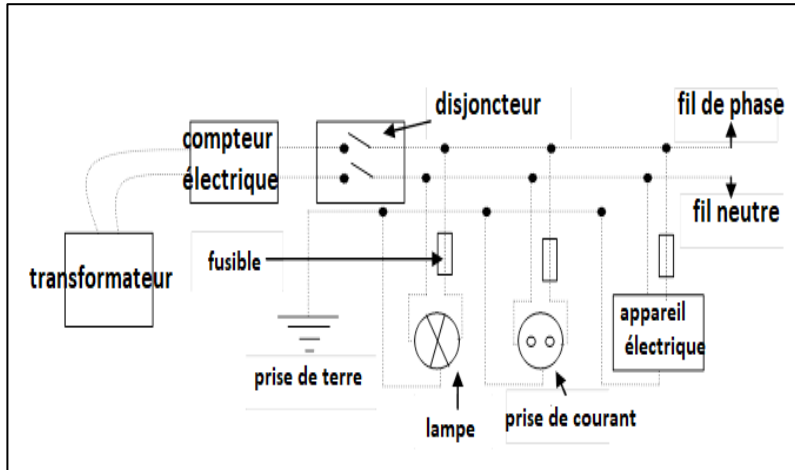 disjoncteur
fil de phase
compteur
électrique
fil neutre
transformateur
fusible
appareil
électrique
prise de terre
lampe
prise de courant